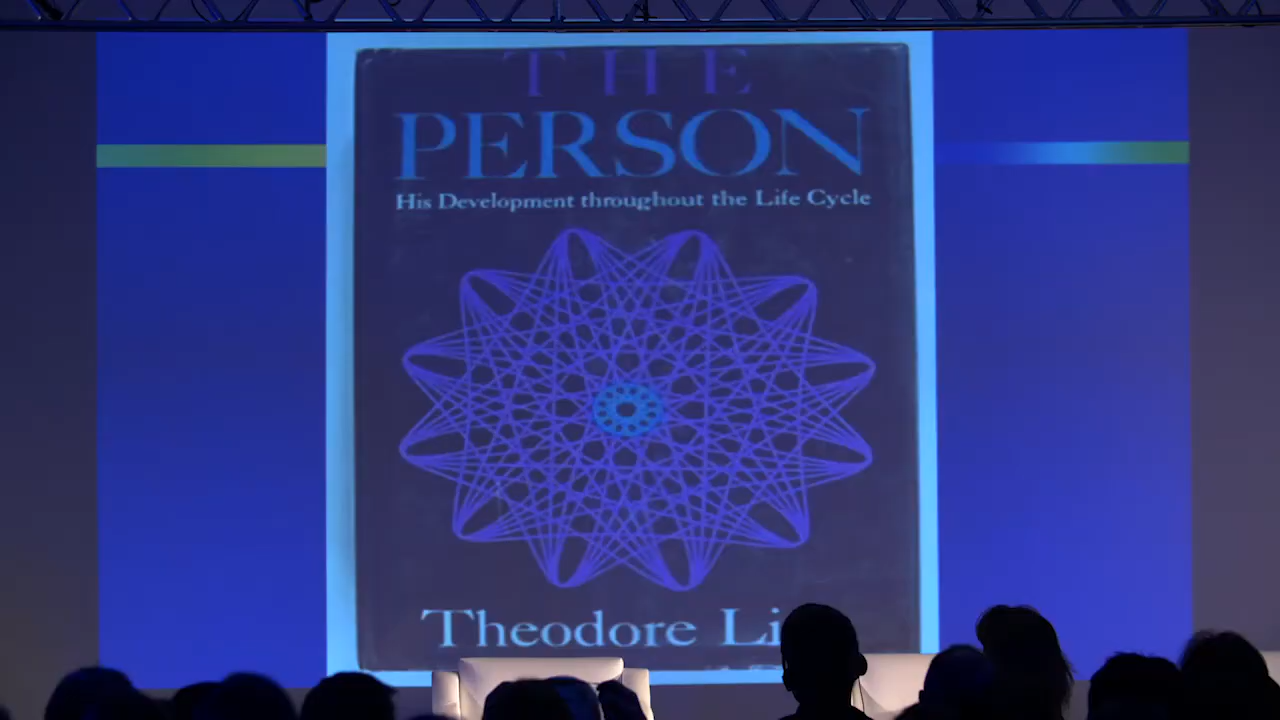 THE
PERSON
His Development throughout the Life Cycle
Theodore Li